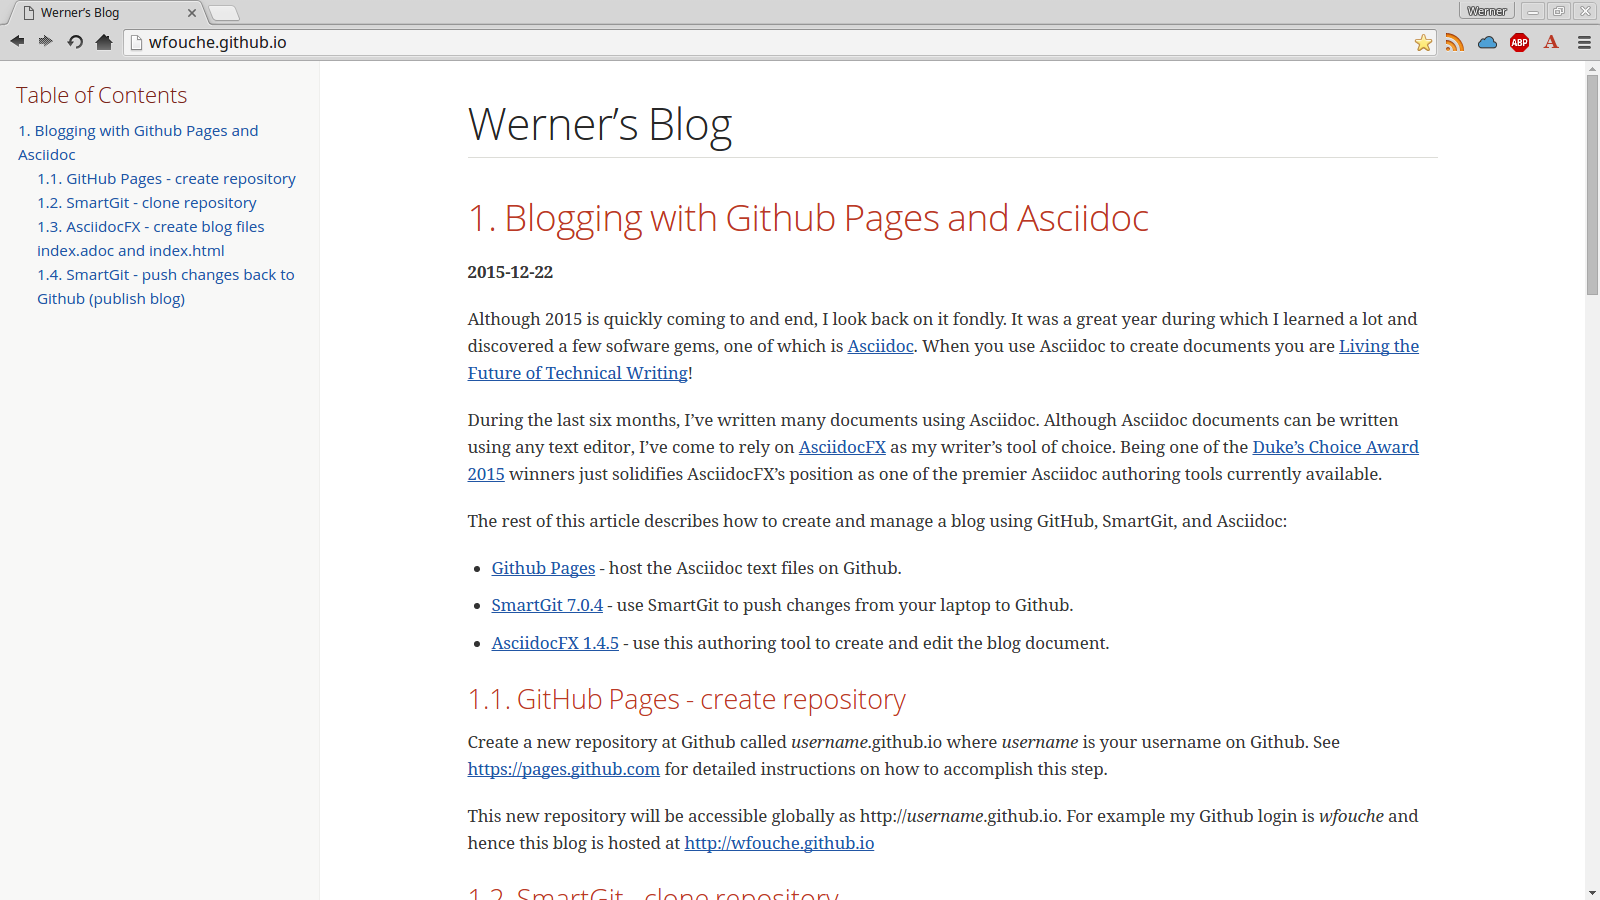 Werner's Blog
Werner
wfouche.github.io
ABP
A
Table of Contents
1. Blogging with Github Pages and
Asciidoc
1.1. GitHub Pages - create repository
1.2. SmartGit - clone repository
1.3. AsciidocFX - create blog files
index.adoc and index.html
1.4. SmartGit - push changes back to
Github (publish blog)
Werner’s Blog
1. Blogging with Github Pages and Asciidoc
2015-12-22
Although 2015 is quickly coming to and end, I look back on it fondly. It was a great year during which I learned a lot and
discovered a few sofware gems, one of which is Asciidoc. When you use Asciidoc to create documents you are Living the
Future of Technical Writing!
During the last six months, I’ve written many documents using Asciidoc. Although Asciidoc documents can be written
using any text editor, I’ve come to rely on AsciidocFX as my writer’s tool of choice. Being one of the Duke’s Choice Award
2015 winners just solidifies AsciidocFX’s position as one of the premier Asciidoc authoring tools currently available.
The rest of this article describes how to create and manage a blog using GitHub, SmartGit, and Asciidoc:
• Github Pages - host the Asciidoc text files on Github.
• SmartGit 7.0.4 - use SmartGit to push changes from your laptop to Github.
• AsciidocFX 1.4.5 - use this authoring tool to create and edit the blog document.
1.1. GitHub Pages - create repository
Create a new repository at Github called username.github.io where username is your username on Github. See
https://pages.github.com for detailed instructions on how to accomplish this step.
This new repository will be accessible globally as http://username.github.io. For example my Github login is wfouche and
hence this blog is hosted at http://wfouche.github.io
1.2. SmartGit - clone repository